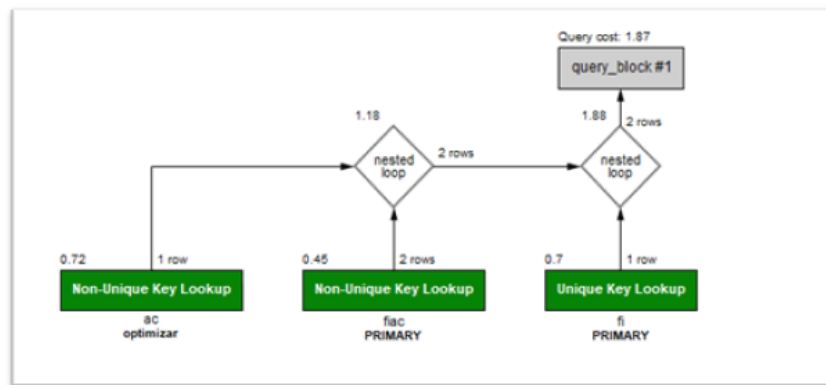 Query cost: 1.87
query_block #1
1.18
1.88
2 rows
nested
loop
2 rows
nested
loop
0.72
1 row
0.45
2 rows
0.7
1 row
Non-Unique Key Lookup
Non-Unique Key Lookup
Unique Key Lookup
ac
optimizar
fiac
PRIMARY
fi
PRIMARY